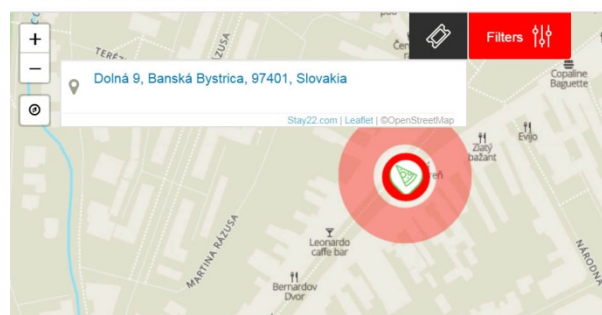 Filters
Copaline
Baguette
Dolná 9, Banská Bystrica, 97401, Slovakia
Stay22.com | Leaflet | ©OpenStreetMap
Evijo
Zlatý
bažant
MARTINA RÁZUSA
Leonardo
caffe bar
Bernardov
Dvor
NÁRODNÁ